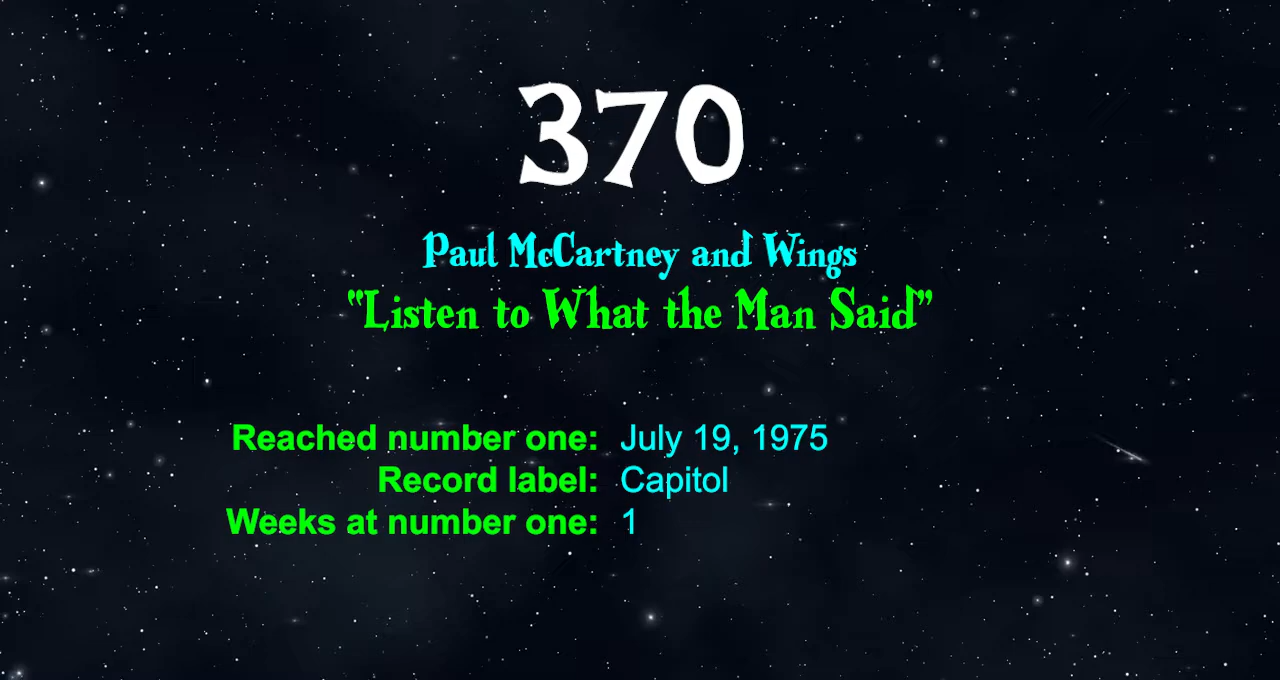 370
Paul McCartney and Wings
“Listen to What the Man Said”
Reached number one: July 19, 1975
Record label: Capitol
Weeks at number one: 1